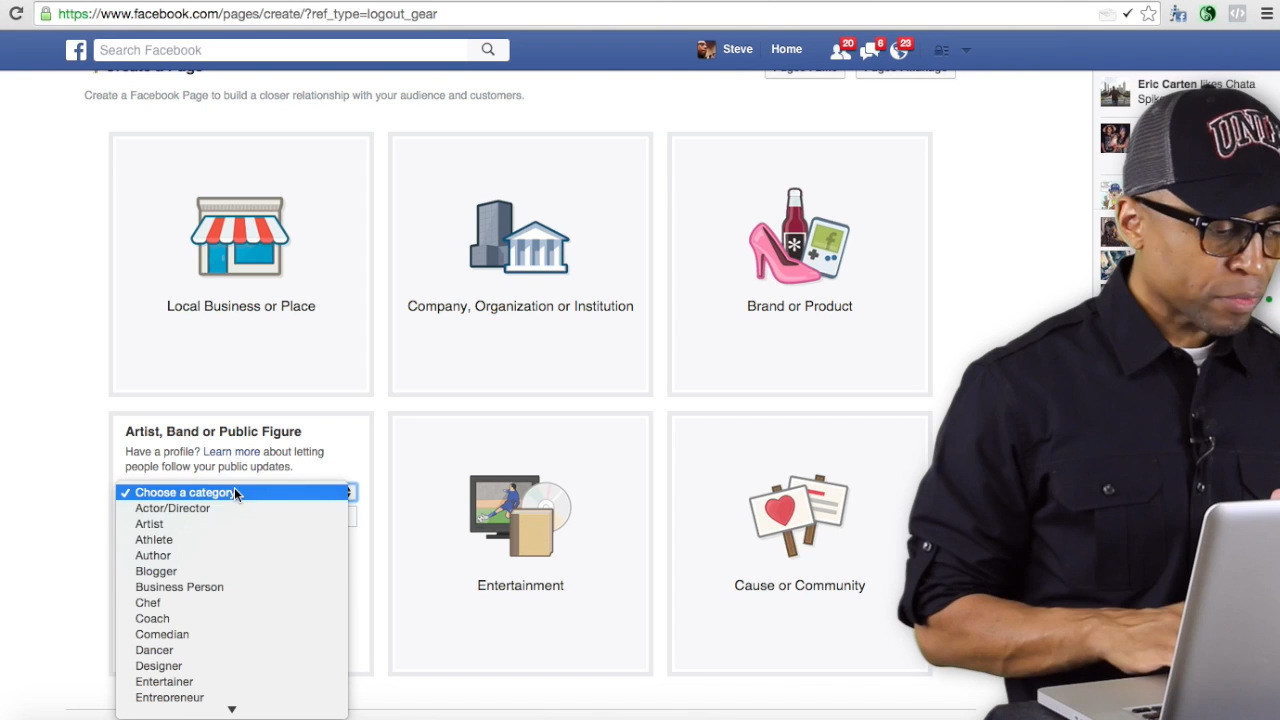 https://www.facebook.com/pages/create/?ref_type=logout_gear
Search Facebook
Steve
Home
20
6
23
Create a Page
Create a Facebook Page to build a closer relationship with your audience and customers.
Eric Carten likes Chata
Local Business or Place
Company, Organization or Institution
Brand or Product
Artist, Band or Public Figure
Have a profile? Learn more about letting
people follow your public updates.
✓ Choose a category
Actor/Director
Artist
Athlete
Author
Blogger
Business Person
Chef
Coach
Comedian
Dancer
Designer
Entertainer
Entrepreneur
Entertainment
Cause or Community